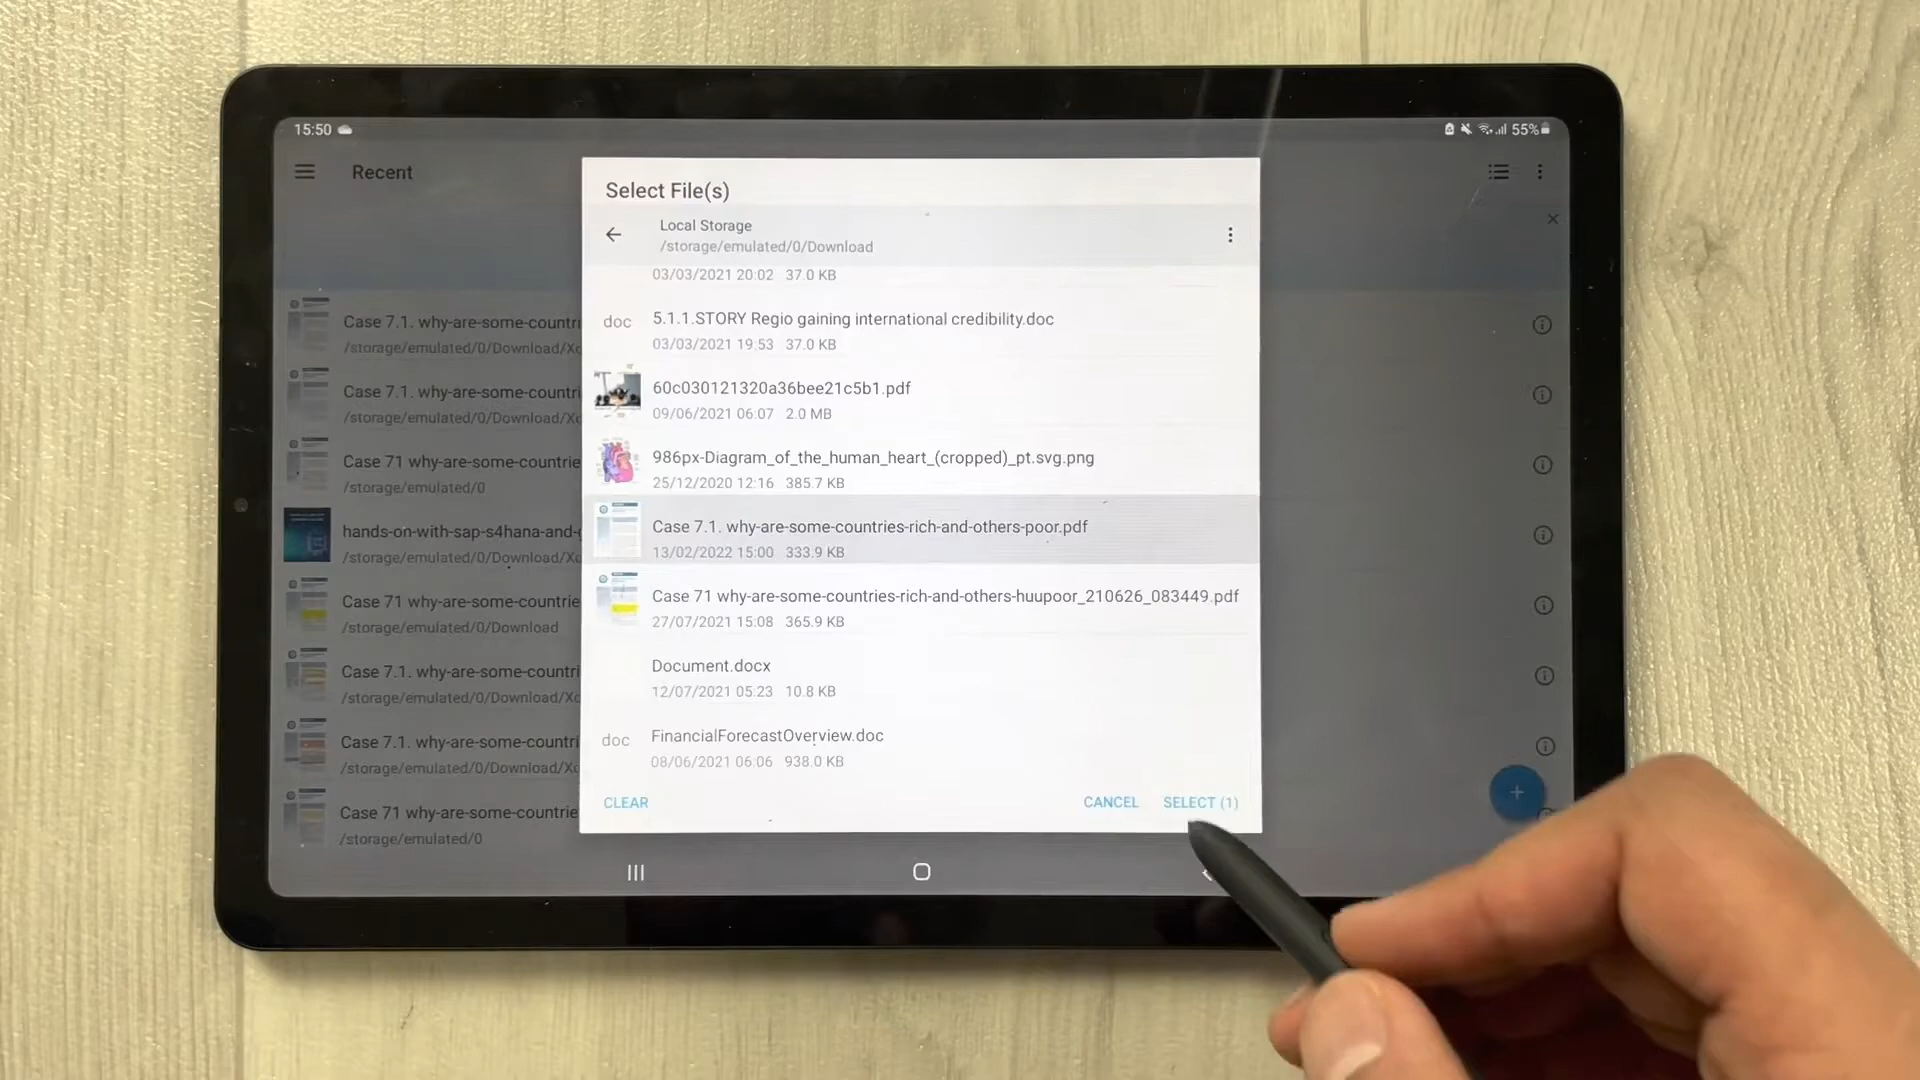 15:50
55%
Recent
Select File(s)
Local Storage
/storage/emulated/0/Download
03/03/2021 20:02 37.0 KB
doc
5.1.1.STORY Regio gaining international credibility.doc
03/03/2021 19:53 37.0 KB
60c030121320a36bee21c5b1.pdf
09/06/2021 06:07 2.0 MB
986px-Diagram_of_the_human_heart_(cropped)_pt.svg.png
25/12/2020 12:16 385.7 KB
Case 7.1. why-are-some-countries-rich-and-others-poor.pdf
13/02/2022 15:00 333.9 KB
Case 71 why-are-some-countries-rich-and-others-huupoor_210626_083449.pdf
27/07/2021 15:08 365.9 KB
Document.docx
12/07/2021 05:23 10.8 KB
doc
FinancialForecastOverview.doc
08/06/2021 06:06 938.0 KB
CLEAR
CANCEL
SELECT (1)
Case 7.1. why-are-some-countri
/storage/emulated/0/Download/Xo
Case 7.1. why-are-some-countri
/storage/emulated/0/Download/Xo
Case 71 why-are-some-countrie
/storage/emulated/0
hands-on-with-sap-s4hana-and-
/storage/emulated/0/Download/Xo
Case 71 why-are-some-countrie
/storage/emulated/0/Download
Case 7.1. why-are-some-countri
/storage/emulated/0/Download/Xo
Case 7.1. why-are-some-countri
/storage/emulated/0/Download/Xo
Case 71 why-are-some-countrie
/storage/emulated/0